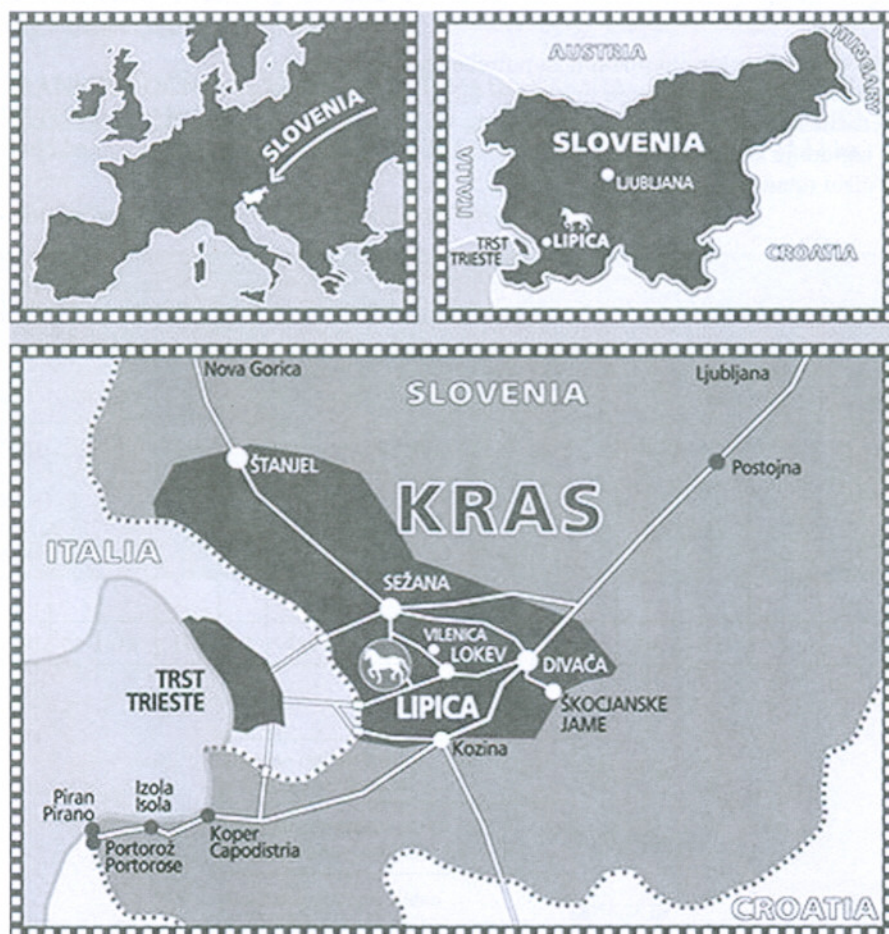 SLOVENIA
AUSTRIA
HUNGARY
SLOVENIA
LJUBLJANA
ITALIA
LIPICA
TRST
TRIESTE
CROATIA
Nova Gorica
SLOVENIA
Ljubljana
ŠTANJEL
Postojna
KRAS
ITALIA
SEŽANA
VILENICA
LOKEV
DIVAČA
TRST
TRIESTE
LIPICA
ŠKOCJANSKE
JAME
Kozina
Piran
Pirano
Izola
Isola
Koper
Capodistria
Portorož
Portorose
CROATIA